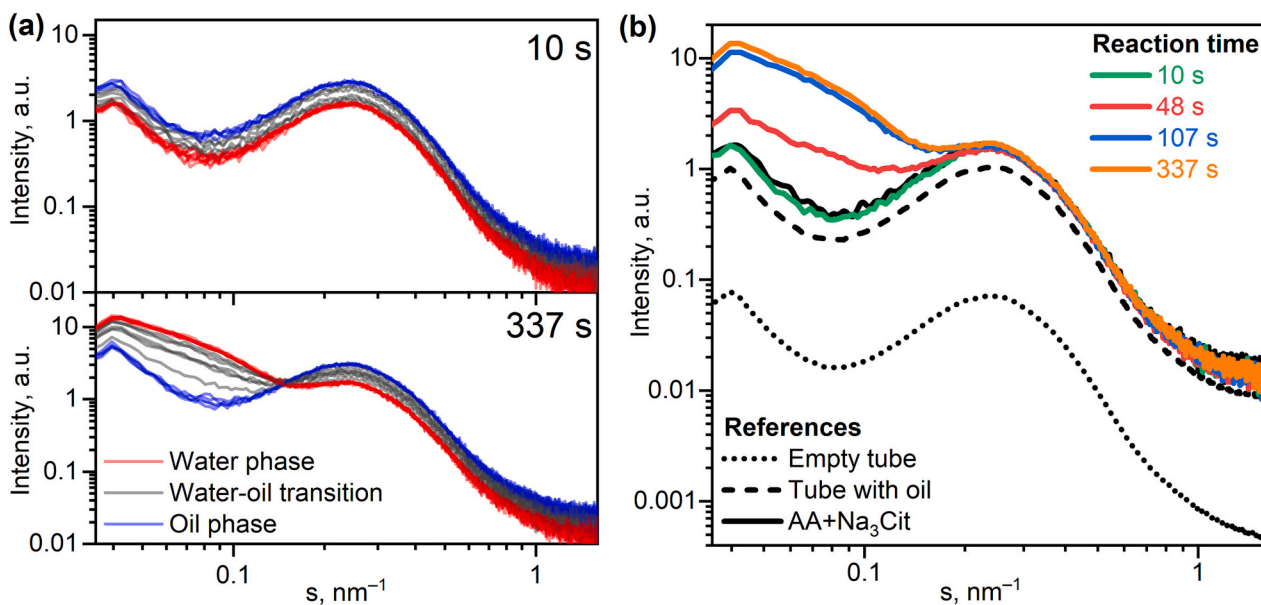 (a)
10 s
Intensity, a.u.
10
1
0.1
0.01
337 s
Intensity, a.u.
10
1
0.1
0.01
Water phase
Water-oil transition
Oil phase
0.1
1
s, nm⁻¹
(b)
Reaction time
10 s
48 s
107 s
337 s
Intensity, a.u.
10
1
0.1
0.01
0.001
References
Empty tube
Tube with oil
AA+Na₃Cit
0.1
1
s, nm⁻¹